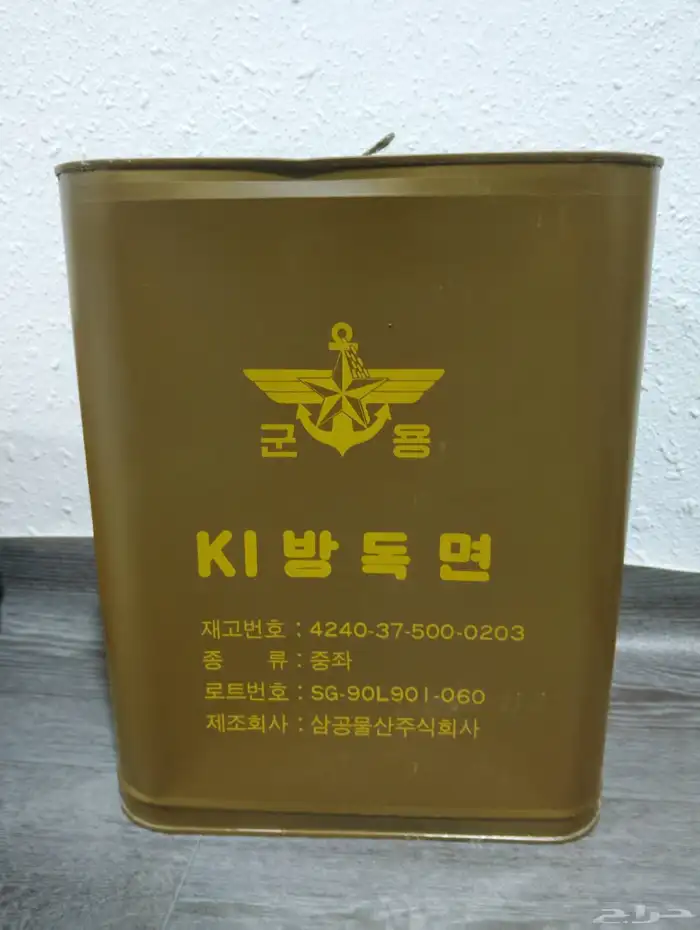 군 용
KI 방독면
재고번호 : 4240-37-500-0203
종 류 : 중좌
로트번호 : SG-90L901-060
제조회사 : 삼공물산주식회사
حراج